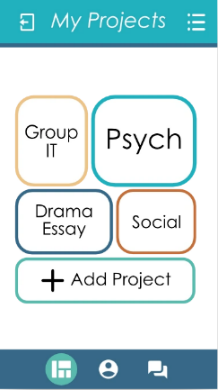 My Projects
Group
IT
Psych
Drama
Essay
Social
+ Add Project